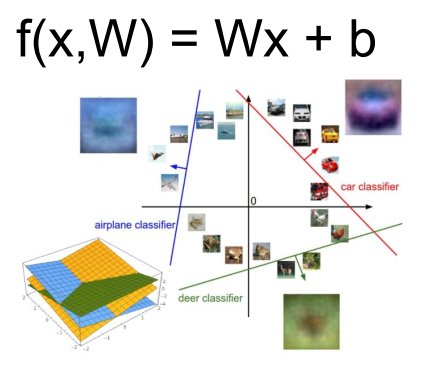 f(x,W) = Wx + b
0
car classifier
airplane classifier
deer classifier